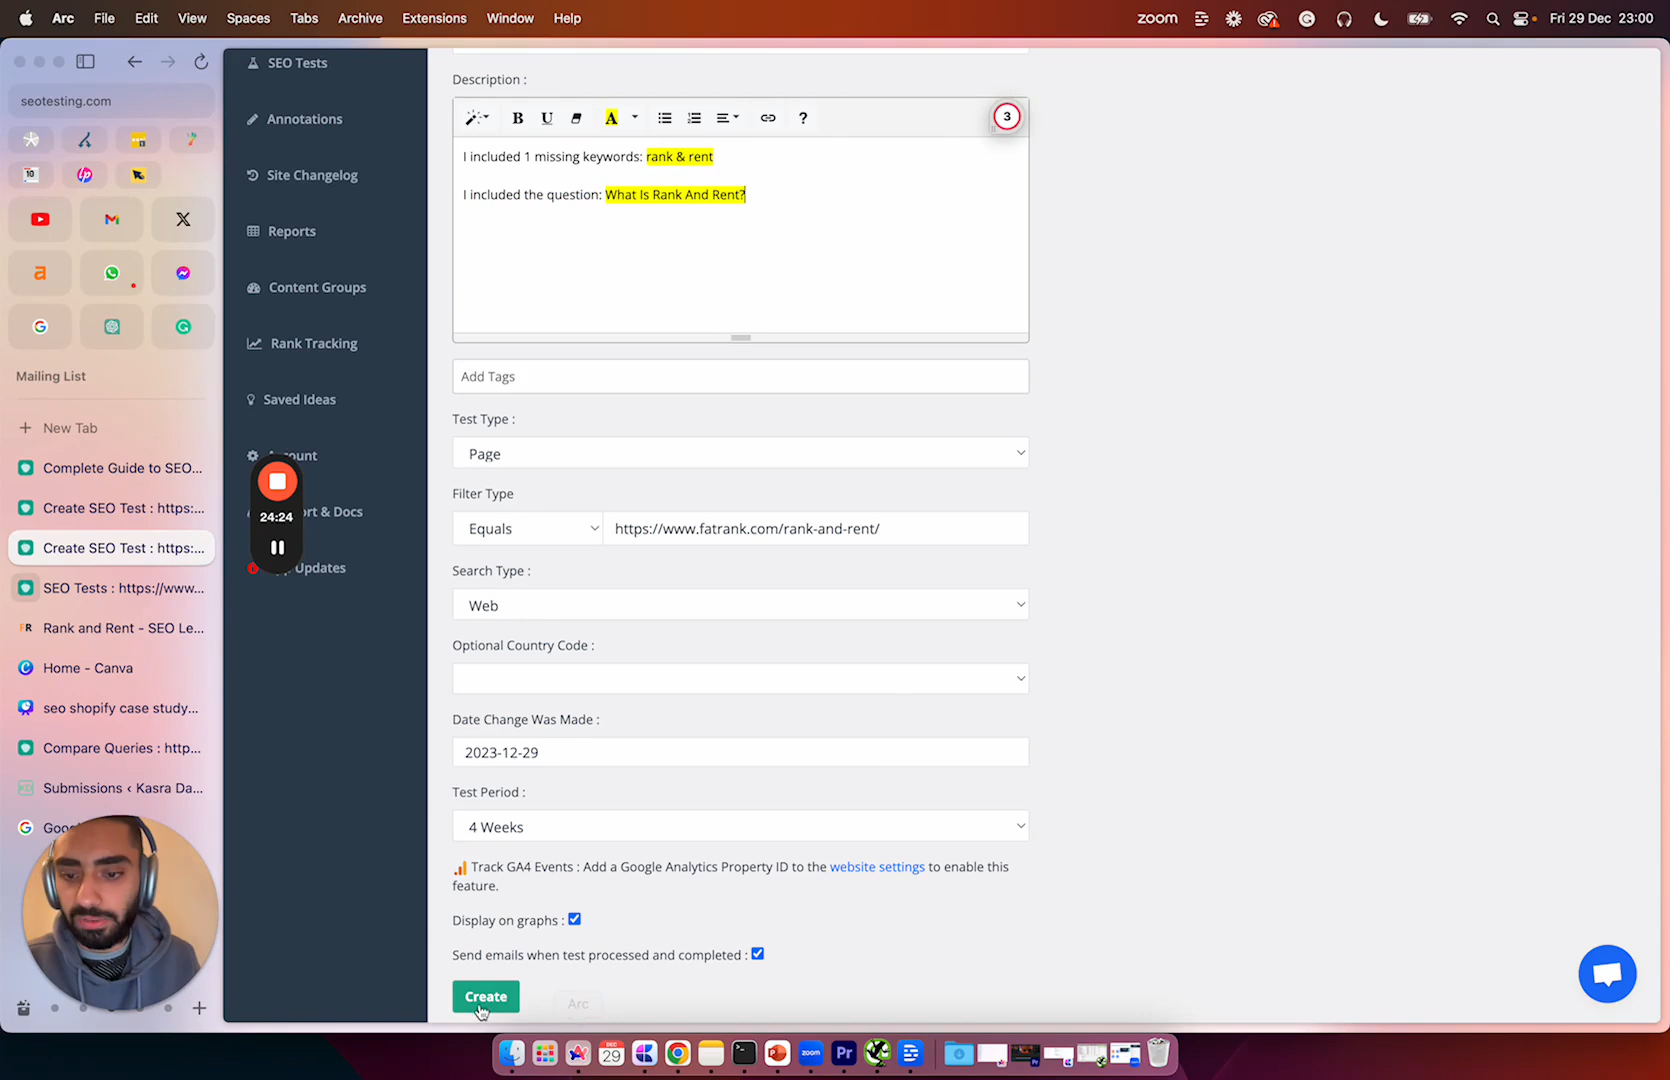 Arc File Edit View Spaces Tabs Archive Extensions Window Help
zoom Fri 29 Dec 23:00
seotesting.com
10
Mailing List
New Tab
Complete Guide to SEO...
Create SEO Test : https:...
Create SEO Test : https:...
SEO Tests : https://www...
FR Rank and Rent - SEO Le...
Home - Canva
seo shopify case study...
Compare Queries : http...
Submissions ‹ Kasra Da...
SEO Tests
Annotations
Site Changelog
Reports
Content Groups
Rank Tracking
Saved Ideas
24:24
& Docs
Updates
Description :
B U A ? 3
I included 1 missing keywords: rank & rent
I included the question: What Is Rank And Rent?
Add Tags
Test Type :
Page
Filter Type
Equals https://www.fatrank.com/rank-and-rent/
Search Type :
Web
Optional Country Code :
Date Change Was Made :
2023-12-29
Test Period :
4 Weeks
Track GA4 Events : Add a Google Analytics Property ID to the website settings to enable this
feature.
Display on graphs :
Send emails when test processed and completed :
Create
Arc
DEC
29
zoom
Pr